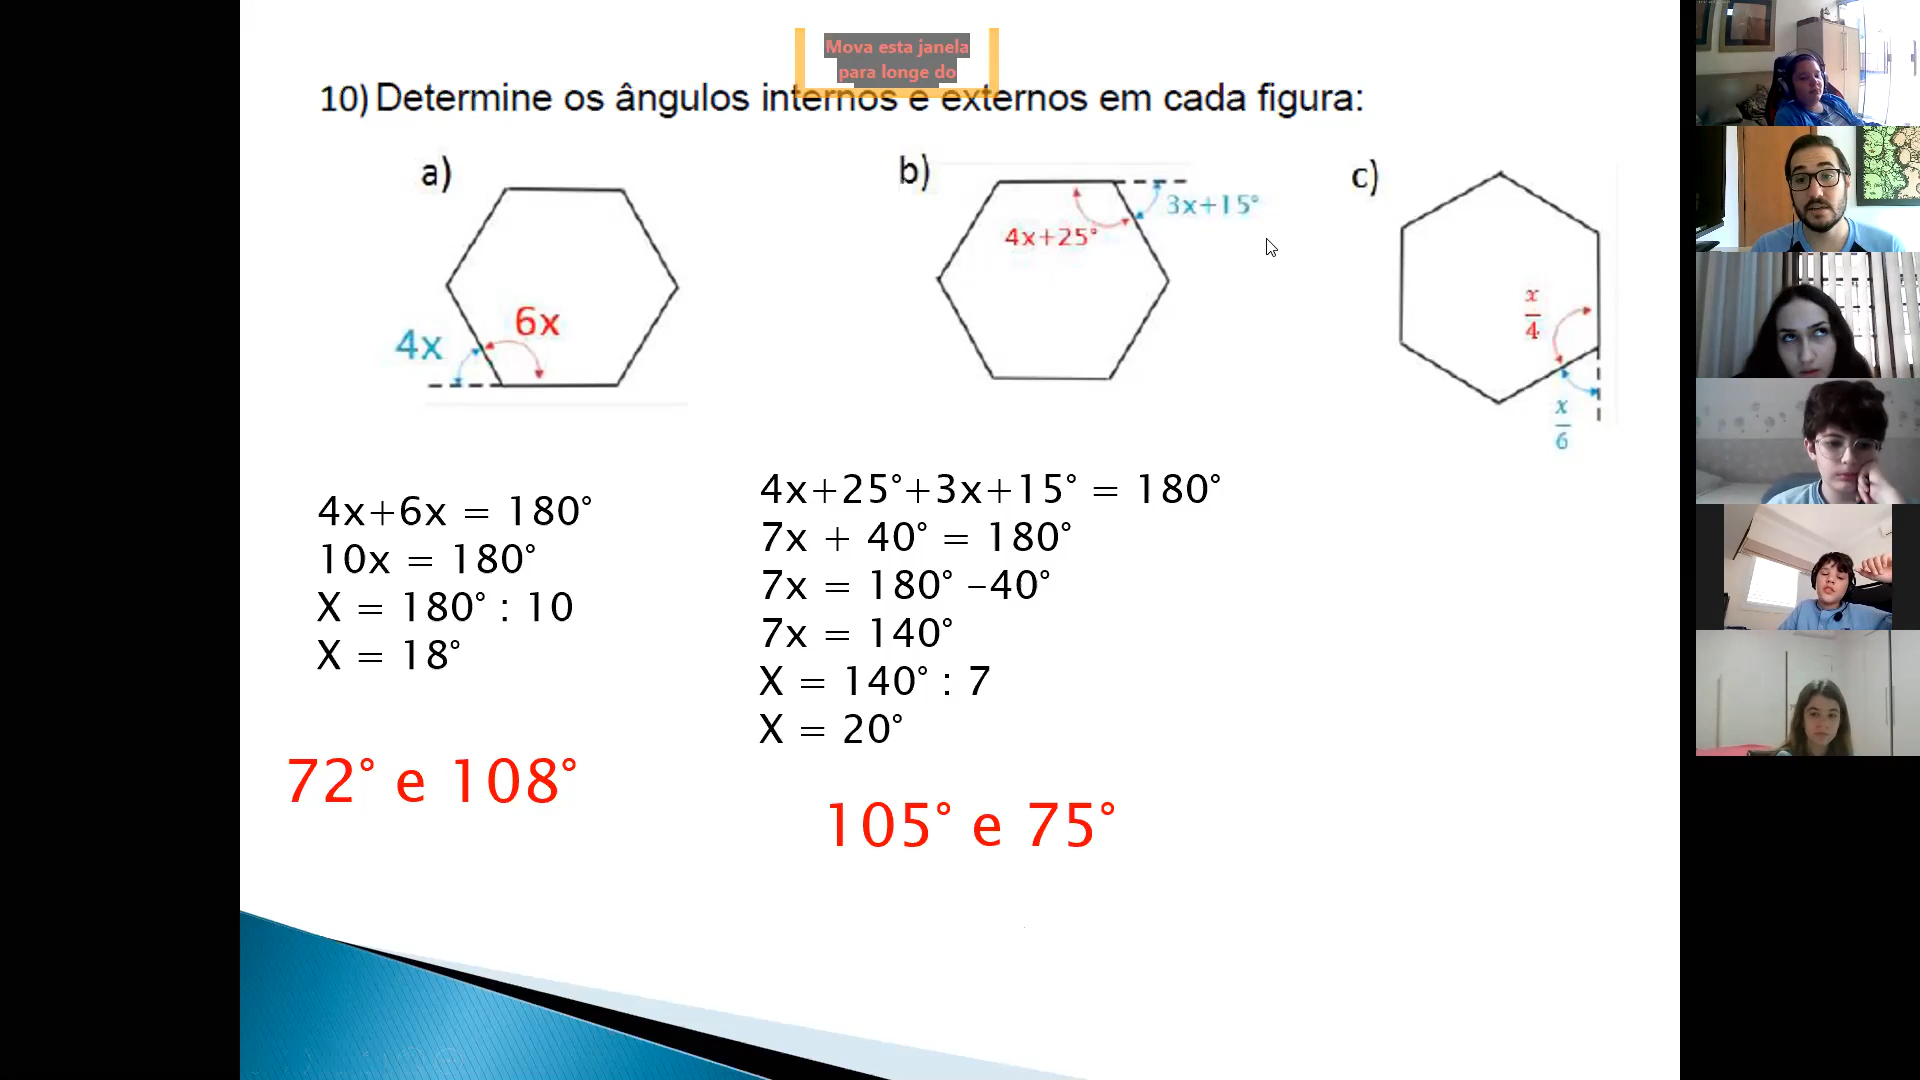 Mova esta janela
para longe do
10) Determine os ângulos internos e externos em cada figura:
a)
6x
4x
b)
3x+15°
4x+25°
c)
x/4
x/6
4x+6x = 180°
10x = 180°
X = 180° : 10
X = 18°
72° e 108°
4x+25°+3x+15° = 180°
7x + 40° = 180°
7x = 180° -40°
7x = 140°
X = 140° : 7
X = 20°
105° e 75°